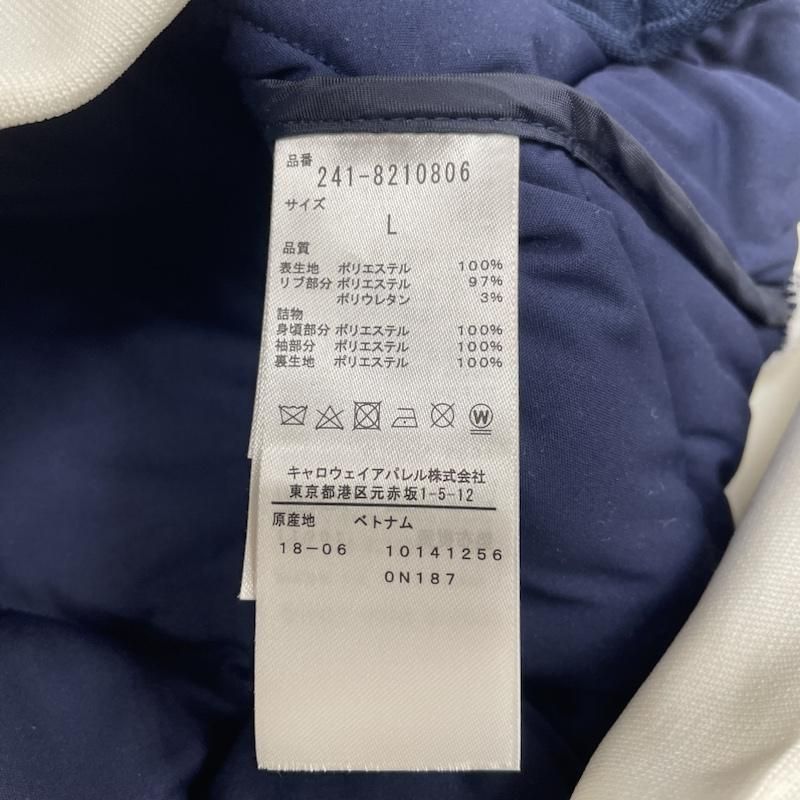 品番
241-8210806
サイズ
L
品質
表生地 ポリエステル 100%
リブ部分 ポリエステル 97%
ポリウレタン 3%
詰物
身頃部分 ポリエステル 100%
袖部分 ポリエステル 100%
裏生地 ポリエステル 100%
W
キャロウェイアパレル株式会社
東京都港区元赤坂1-5-12
原産地 ベトナム
18-06 10141256
0N187